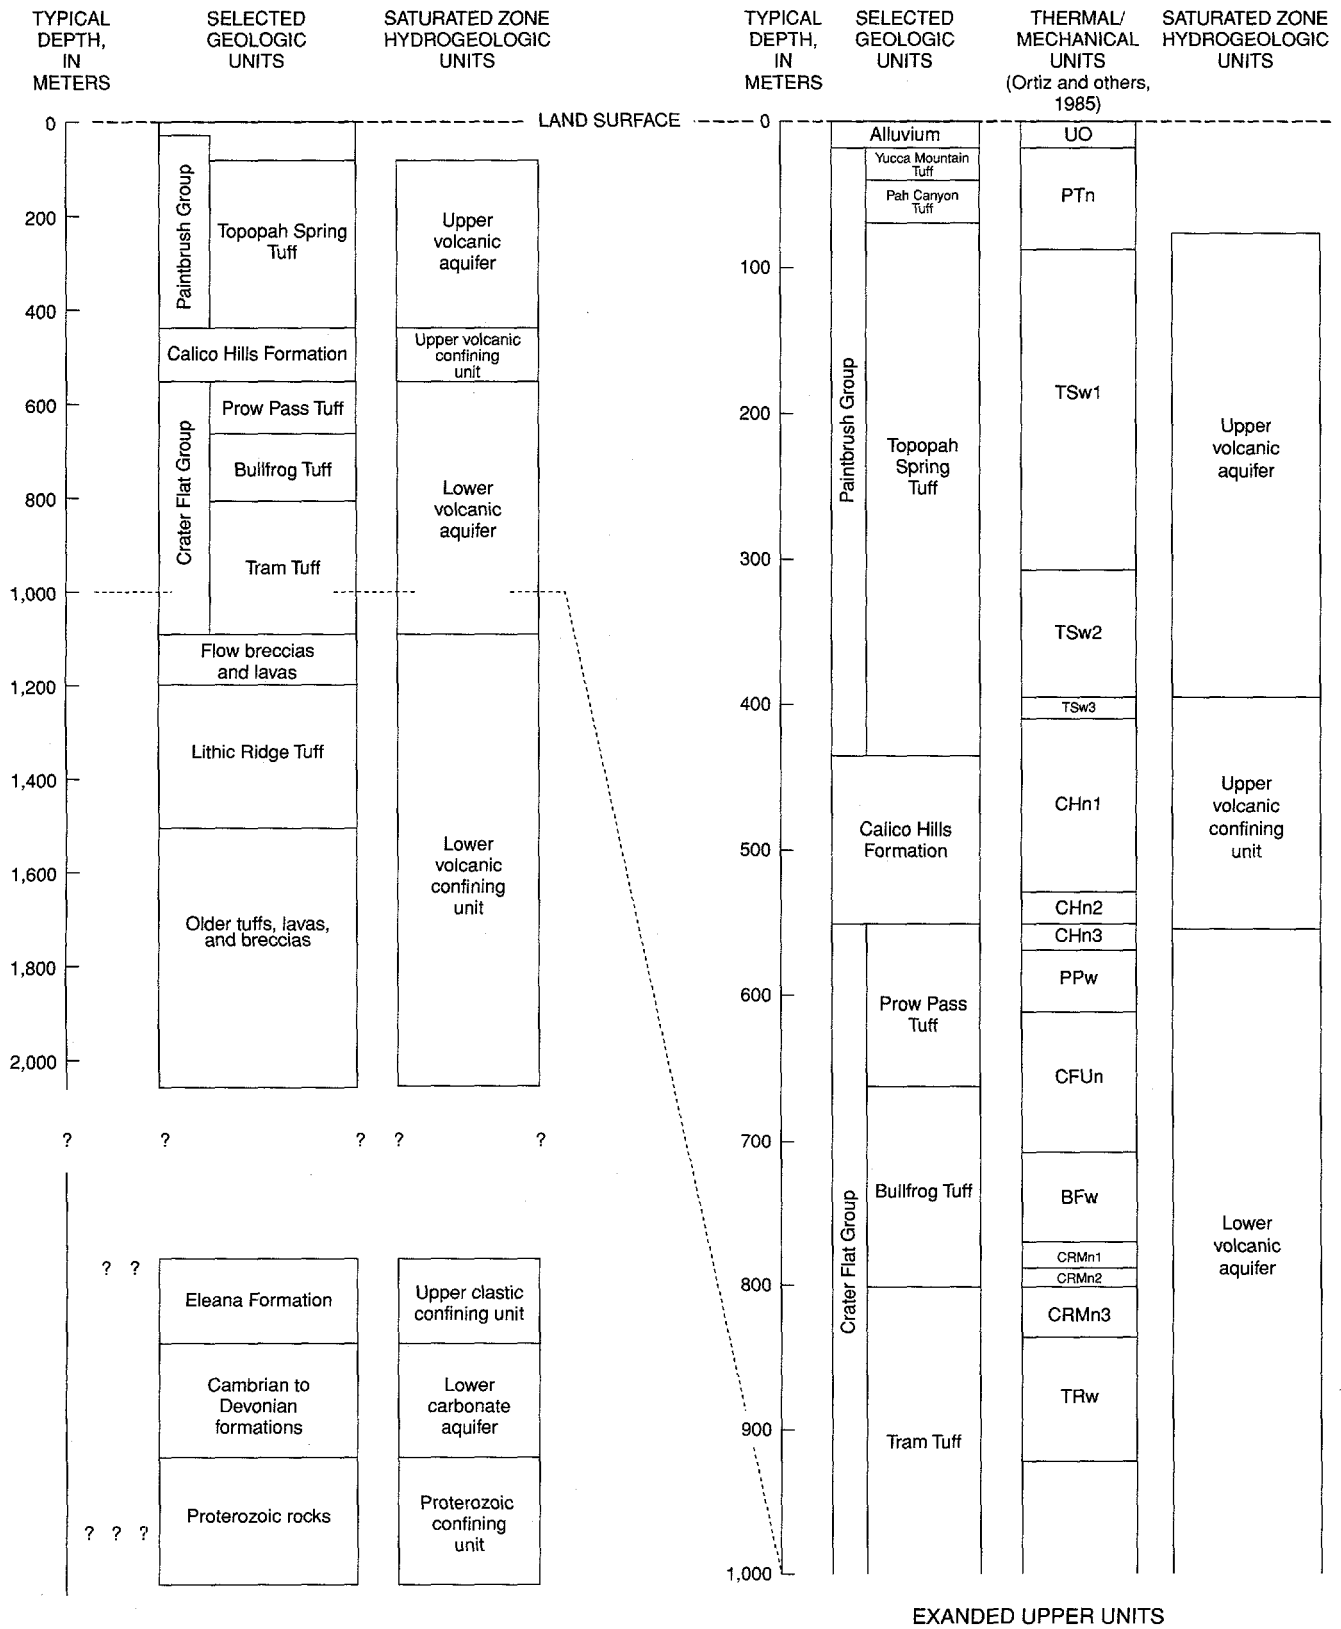 TYPICAL
DEPTH,
IN
METERS
SELECTED
GEOLOGIC
UNITS
SATURATED ZONE
HYDROGEOLOGIC
UNITS
0
LAND SURFACE
200
400
600
800
1,000
1,200
1,400
1,600
1,800
2,000
Paintbrush Group
Topopah Spring
Tuff
Calico Hills Formation
Crater Flat Group
Prow Pass Tuff
Bullfrog Tuff
Tram Tuff
Flow breccias
and lavas
Lithic Ridge Tuff
Older tuffs, lavas,
and breccias
Upper
volcanic
aquifer
Upper volcanic
confining
unit
Lower
volcanic
aquifer
Lower
volcanic
confining
unit
? ? ? ? ?
? ?
Eleana Formation
Upper clastic
confining unit
Cambrian to
Devonian
formations
Lower
carbonate
aquifer
? ? ?
Proterozoic rocks
Proterozoic
confining
unit
TYPICAL
DEPTH,
IN
METERS
SELECTED
GEOLOGIC
UNITS
THERMAL/
MECHANICAL
UNITS
(Ortiz and others,
1985)
SATURATED ZONE
HYDROGEOLOGIC
UNITS
0
100
200
300
400
500
600
700
800
900
1,000
Alluvium
Paintbrush Group
Yucca Mountain
Tuff
Pah Canyon
Tuff
Topopah
Spring
Tuff
Calico Hills
Formation
Crater Flat Group
Prow Pass
Tuff
Bullfrog Tuff
Tram Tuff
UO
PTn
TSw1
TSw2
TSw3
CHn1
CHn2
CHn3
PPw
CFUn
BFw
CRMn1
CRMn2
CRMn3
TRw
Upper
volcanic
aquifer
Upper
volcanic
confining
unit
Lower
volcanic
aquifer
EXANDED UPPER UNITS